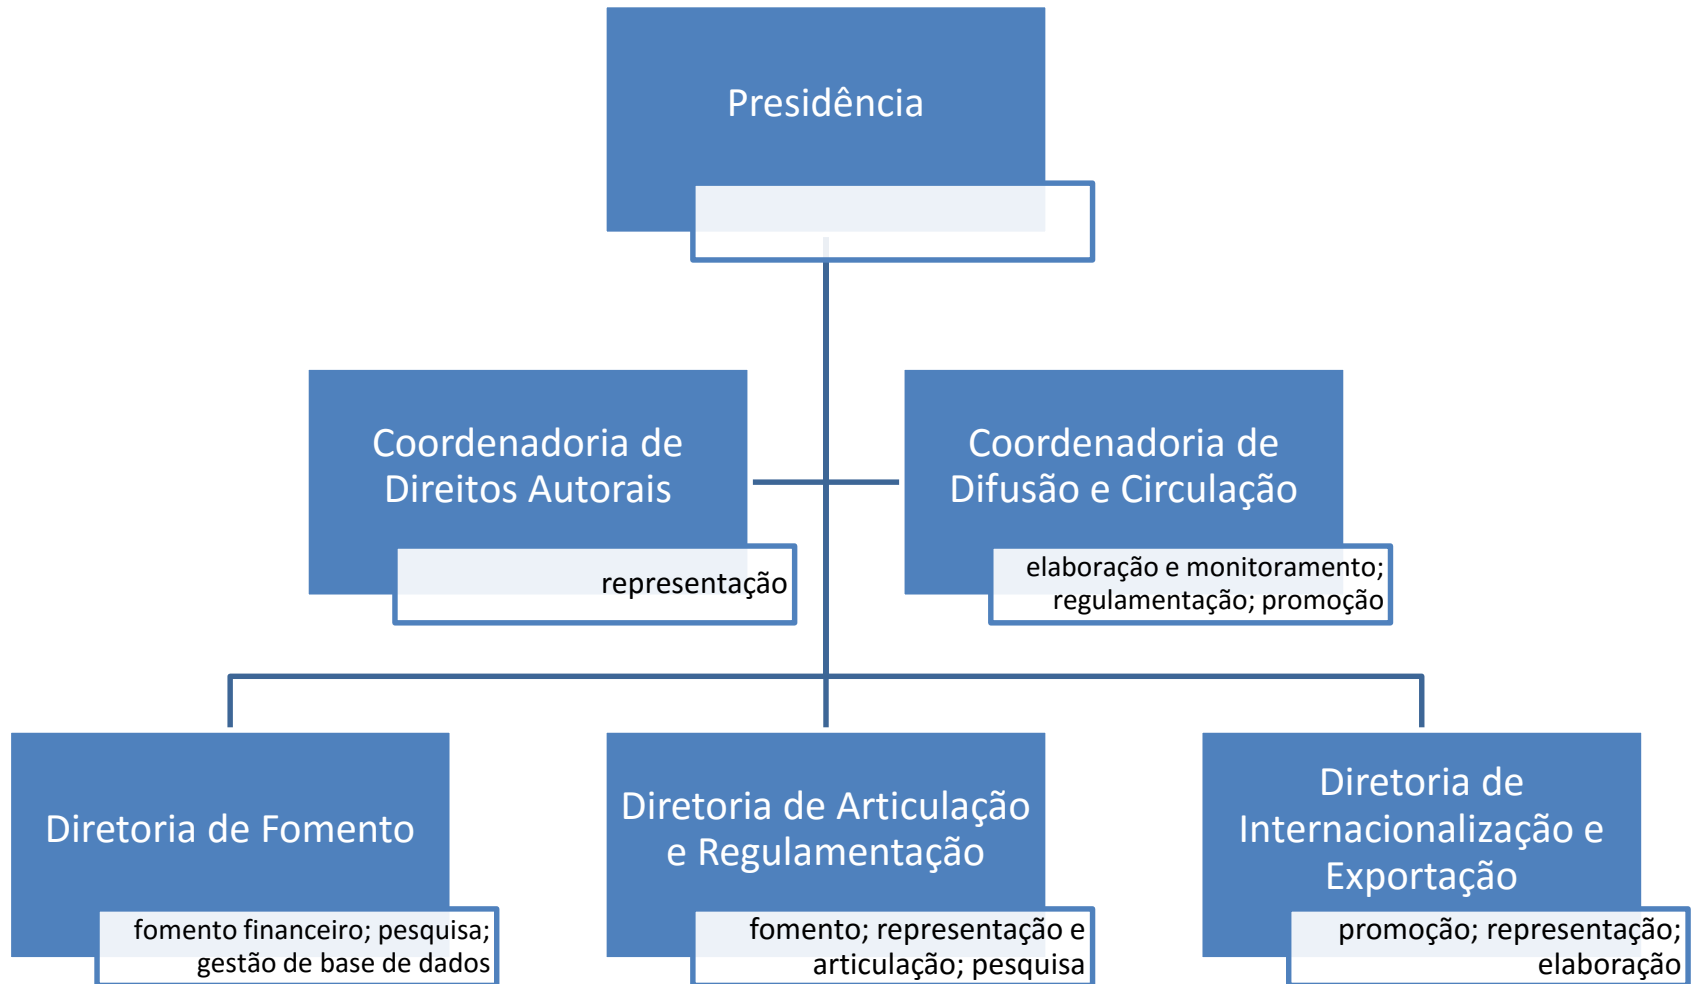 Presidência
Coordenadoria de
Direitos Autorais
representação
Coordenadoria de
Difusão e Circulação
elaboração e monitoramento;
regulamentação; promoção
Diretoria de Fomento
fomento financeiro; pesquisa;
gestão de base de dados
Diretoria de Articulação
e Regulamentação
fomento; representação e
articulação; pesquisa
Diretoria de
Internacionalização e
Exportação
promoção; representação;
elaboração